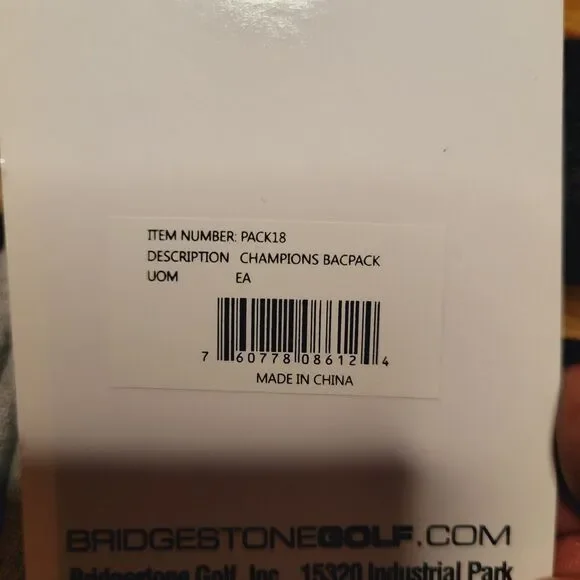 ITEM NUMBER: PACK18
DESCRIPTION CHAMPIONS BACPACK
UOM EA
7 60778 08612 4
MADE IN CHINA
BRIDGESTONEGOLF.COM
Bridgestone Golf, Inc. 15320 Industrial Park